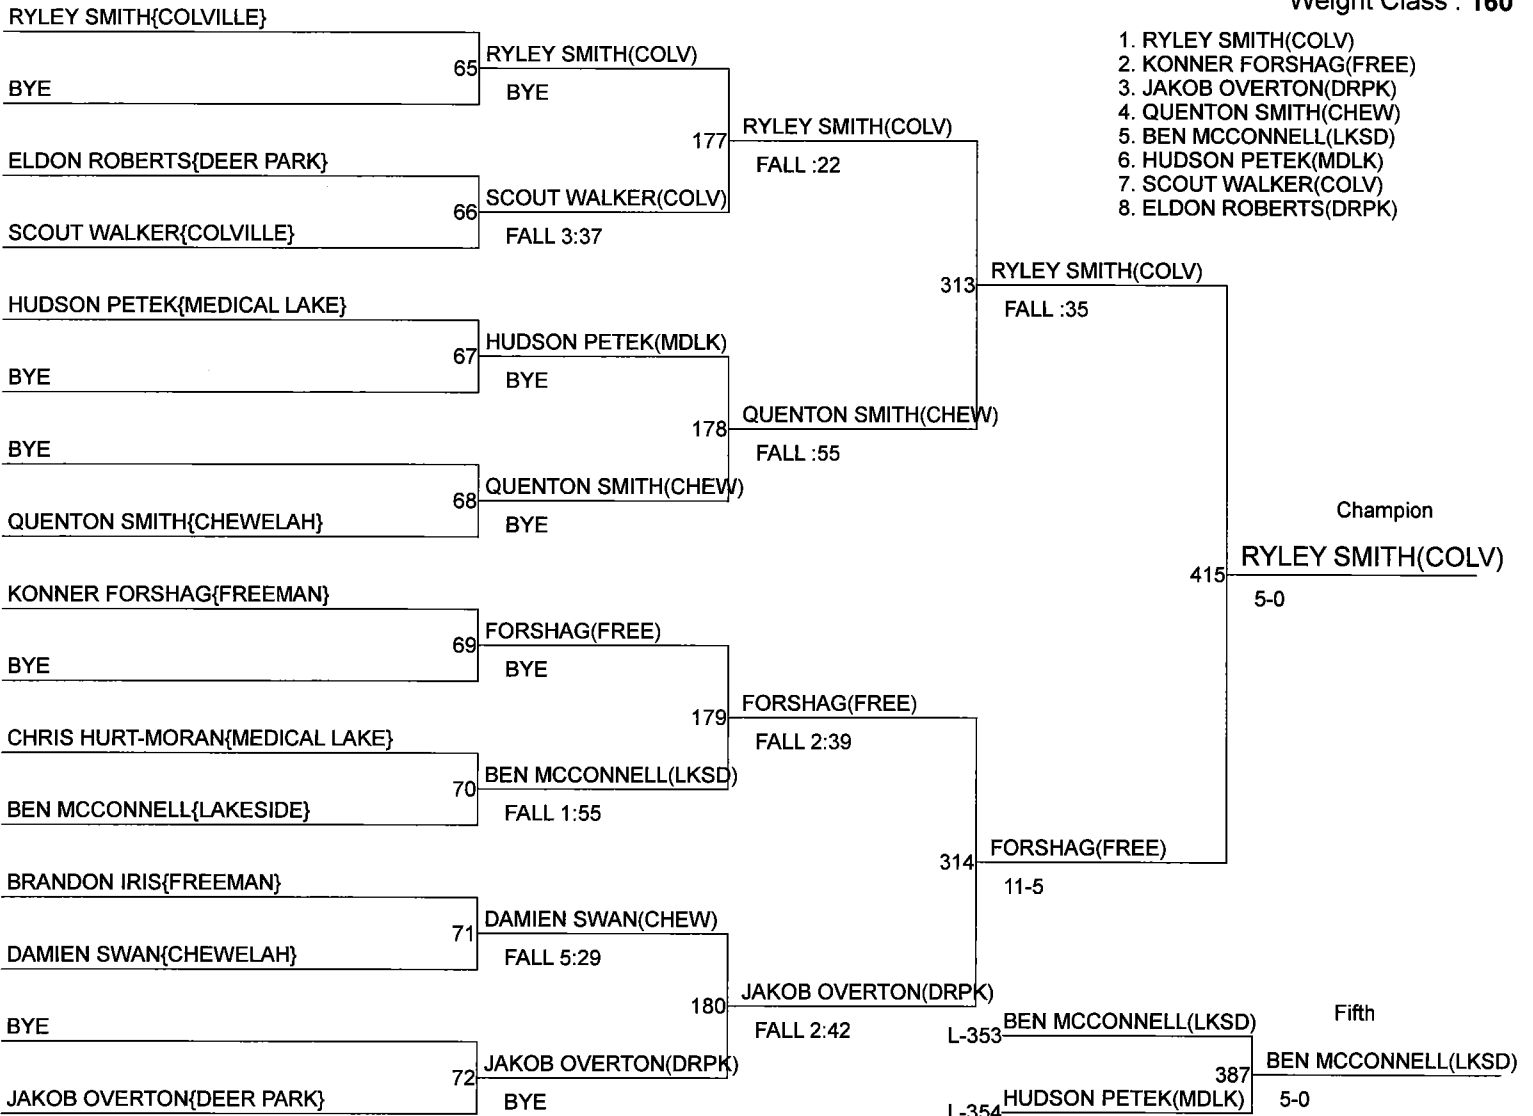 Weight Class : 160
1. RYLEY SMITH(COLV)
2. KONNER FORSHAG(FREE)
3. JAKOB OVERTON(DRPK)
4. QUENTON SMITH(CHEW)
5. BEN MCCONNELL(LKSD)
6. HUDSON PETEK(MDLK)
7. SCOUT WALKER(COLV)
8. ELDON ROBERTS(DRPK)
RYLEY SMITH{COLVILLE}
BYE
ELDON ROBERTS{DEER PARK}
SCOUT WALKER{COLVILLE}
HUDSON PETEK{MEDICAL LAKE}
BYE
BYE
QUENTON SMITH{CHEWELAH}
KONNER FORSHAG{FREEMAN}
BYE
CHRIS HURT-MORAN{MEDICAL LAKE}
BEN MCCONNELL{LAKESIDE}
BRANDON IRIS{FREEMAN}
DAMIEN SWAN{CHEWELAH}
BYE
JAKOB OVERTON{DEER PARK}
65 RYLEY SMITH(COLV)
BYE
66 SCOUT WALKER(COLV)
FALL 3:37
67 HUDSON PETEK(MDLK)
BYE
68 QUENTON SMITH(CHEW)
BYE
69 FORSHAG(FREE)
BYE
70 BEN MCCONNELL(LKSD)
FALL 1:55
71 DAMIEN SWAN(CHEW)
FALL 5:29
72 JAKOB OVERTON(DRPK)
BYE
177 RYLEY SMITH(COLV)
FALL :22
178 QUENTON SMITH(CHEW)
FALL :55
179 FORSHAG(FREE)
FALL 2:39
180 JAKOB OVERTON(DRPK)
FALL 2:42
313 RYLEY SMITH(COLV)
FALL :35
314 FORSHAG(FREE)
11-5
Champion
415 RYLEY SMITH(COLV)
5-0
Fifth
L-353 BEN MCCONNELL(LKSD)
L-354 HUDSON PETEK(MDLK)
387 BEN MCCONNELL(LKSD)
5-0